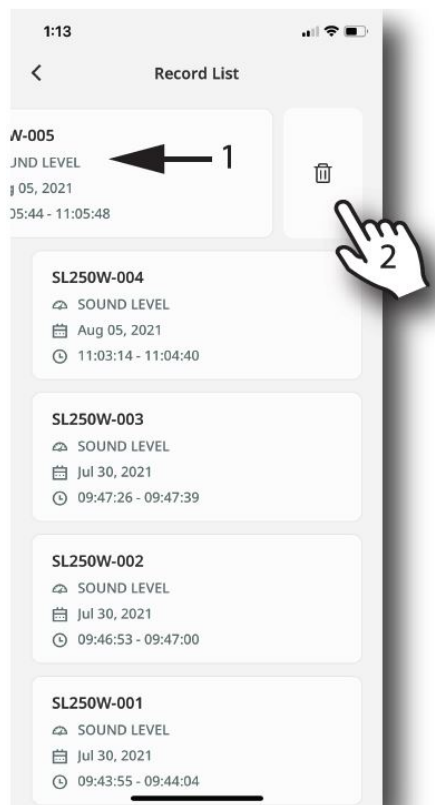 1:13
Record List
W-005
UND LEVEL
05, 2021
05:44 - 11:05:48
1
2
SL250W-004
SOUND LEVEL
Aug 05, 2021
11:03:14 - 11:04:40
SL250W-003
SOUND LEVEL
Jul 30, 2021
09:47:26 - 09:47:39
SL250W-002
SOUND LEVEL
Jul 30, 2021
09:46:53 - 09:47:00
SL250W-001
SOUND LEVEL
Jul 30, 2021
09:43:55 - 09:44:04